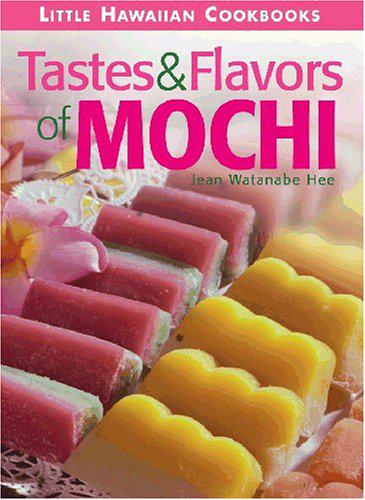 LITTLE HAWAIIAN COOKBOOKS
Tastes&Flavors
of MOCHI
Jean Watanabe Hee